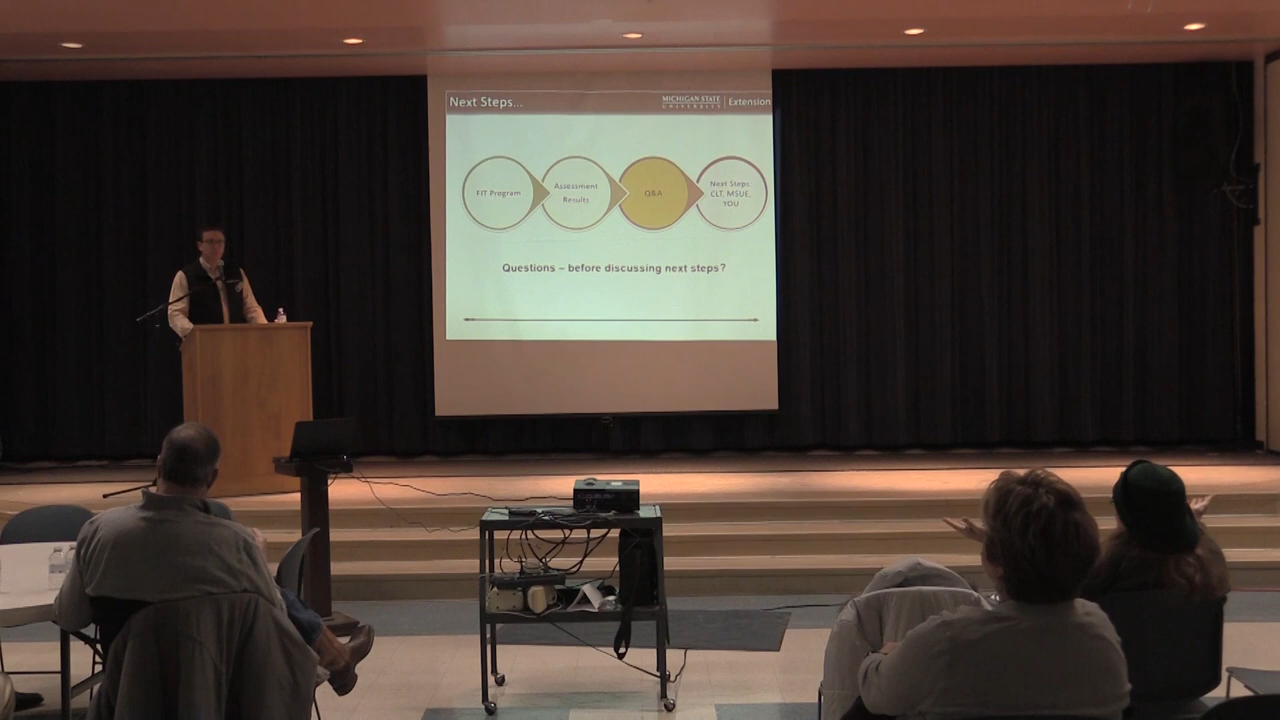 Next Steps...
MICHIGAN STATE
UNIVERSITY
Extension
FIT Program
Assessment
Results
Q&A
Next Steps:
CLT, MSUE,
YOU
Questions – before discussing next steps?